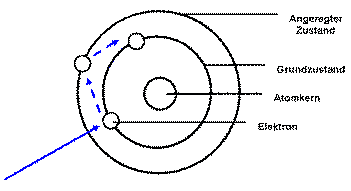 Angeregter
Zustand
Grundzustand
Atomkern
Elektron